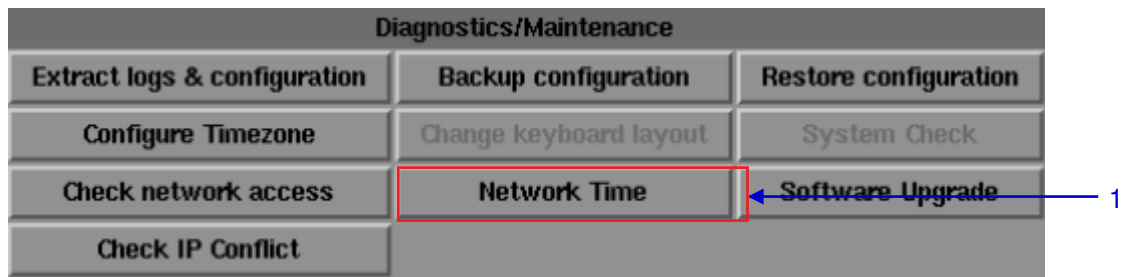 Diagnostics/Maintenance
Extract logs & configuration Backup configuration Restore configuration
Configure Timezone Change keyboard layout System Check
Check network access Network Time Software Upgrade 1
Check IP Conflict